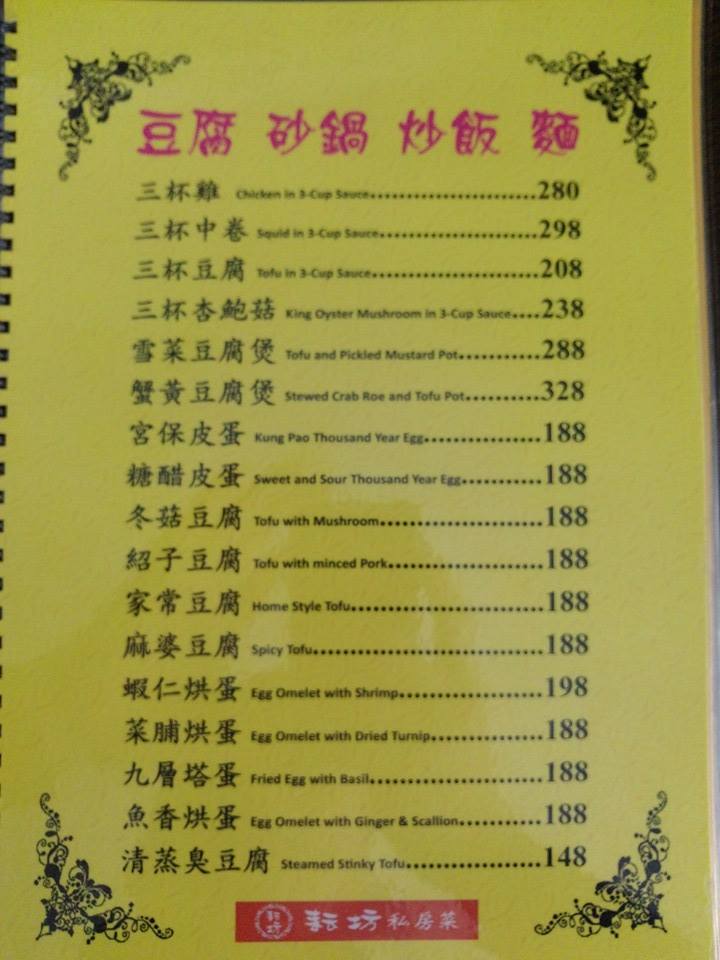 豆腐 砂鍋 炒飯 麵
三杯雞 Chicken in 3-Cup Sauce........................280
三杯中卷 Squid in 3-Cup Sauce.......................298
三杯豆腐 Tofu in 3-Cup Sauce........................208
三杯杏鮑菇 King Oyster Mushroom in 3-Cup Sauce....238
雪菜豆腐煲 Tofu and Pickled Mustard Pot............288
蟹黃豆腐煲 Stewed Crab Roe and Tofu Pot...........328
宮保皮蛋 Kung Pao Thousand Year Egg.................188
糖醋皮蛋 Sweet and Sour Thousand Year Egg............188
冬菇豆腐 Tofu with Mushroom.......................188
紹子豆腐 Tofu with minced Pork......................188
家常豆腐 Home Style Tofu...........................188
麻婆豆腐 Spicy Tofu................................188
蝦仁烘蛋 Egg Omelet with Shrimp.....................198
菜脯烘蛋 Egg Omelet with Dried Turnip................188
九層塔蛋 Fried Egg with Basil.........................188
魚香烘蛋 Egg Omelet with Ginger & Scallion............188
清蒸臭豆腐 Steamed Stinky Tofu....................148
耘坊 耘坊 私房菜